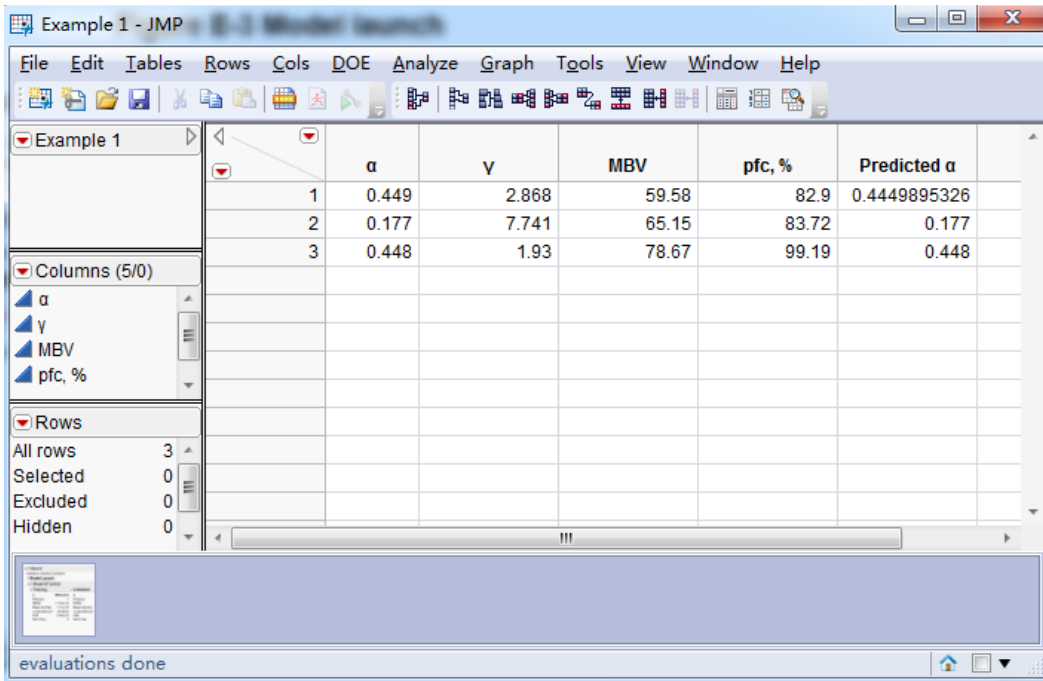 Example 1 - JMP
E-3 Model launch
File Edit Tables Rows Cols DOE Analyze Graph Tools View Window Help
Example 1
α γ MBV pfc, % Predicted α
1 0.449 2.868 59.58 82.9 0.4449895326
2 0.177 7.741 65.15 83.72 0.177
3 0.448 1.93 78.67 99.19 0.448
Columns (5/0)
α
γ
MBV
pfc, %
Rows
All rows 3
Selected 0
Excluded 0
Hidden 0
evaluations done